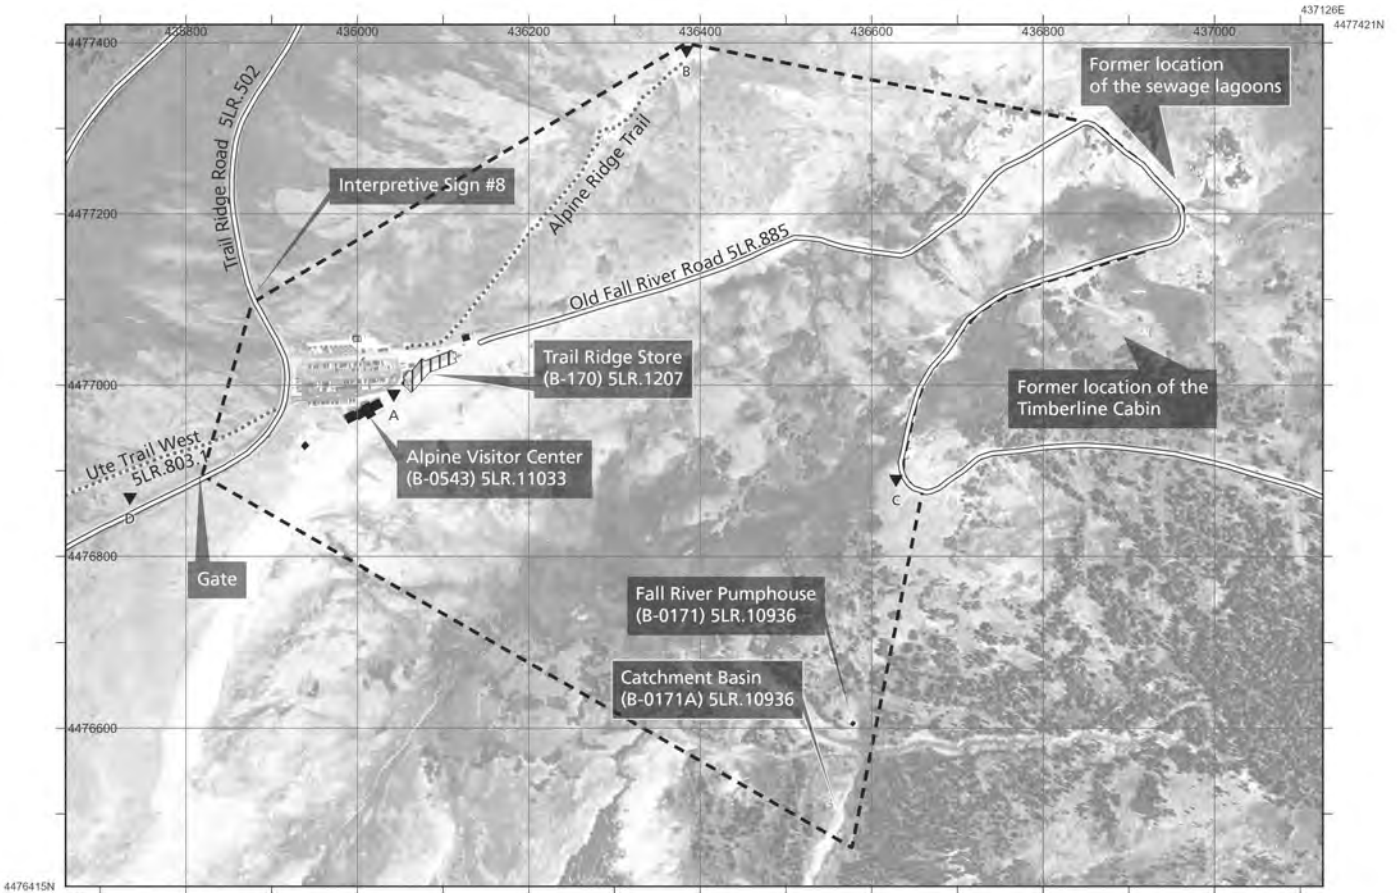 437126E
4477421N
4477400
435800
436000
436200
436400
436600
436800
437000
B
Former location
of the sewage lagoons
Trail Ridge Road 5LR.502
Interpretive Sign #8
Alpine Ridge Trail
4477200
Old Fall River Road 5LR.885
Trail Ridge Store
(B-170) 5LR.1207
4477000
A
Former location of the
Timberline Cabin
Ute Trail West
5LR.803.1
Alpine Visitor Center
(B-0543) 5LR.11033
D
C
4476800
Gate
Fall River Pumphouse
(B-0171) 5LR.10936
Catchment Basin
(B-0171A) 5LR.10936
4476600
4476415N